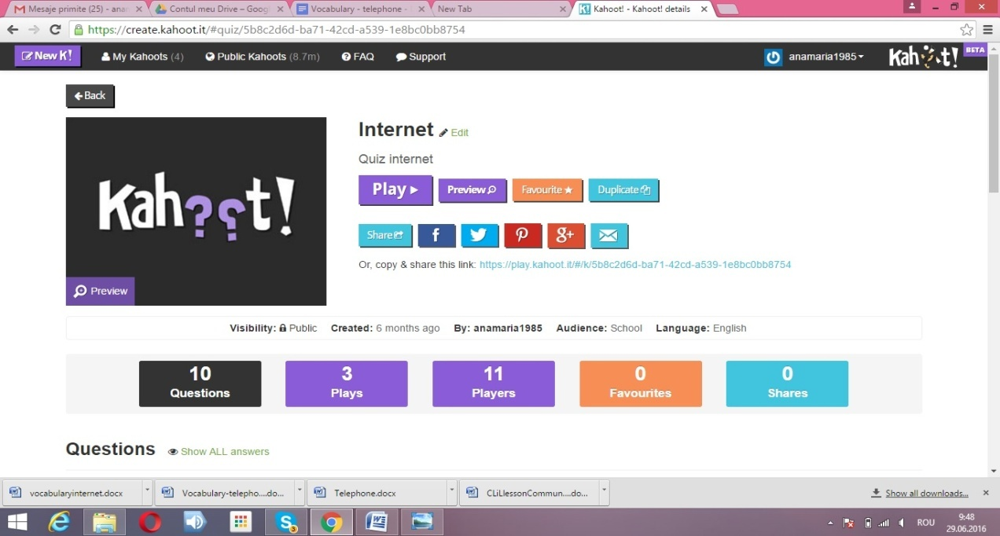 Mesaje primite (25) - ana
Contul meu Drive – Goog
Vocabulary - telephone -
New Tab
Kahoot! - Kahoot! details
https://create.kahoot.it/#quiz/5b8c2d6d-ba71-42cd-a539-1e8bc0bb8754
New K! My Kahoots (4) Public Kahoots (8.7m) FAQ Support anamaria1985 Kahoot! BETA
Back
Kahoot!
Preview
Internet Edit
Quiz internet
Play Preview Favourite Duplicate
Share f P g+
Or, copy & share this link: https://play.kahoot.it/#/k/5b8c2d6d-ba71-42cd-a539-1e8bc0bb8754
Visibility: Public Created: 6 months ago By: anamaria1985 Audience: School Language: English
10 Questions
3 Plays
11 Players
0 Favourites
0 Shares
Questions Show ALL answers
vocabularyinternet.docx Vocabulary-telepho....do... Telephone.docx CLiLlessonCommun....do... Show all downloads...
ROU 9:48
29.06.2016